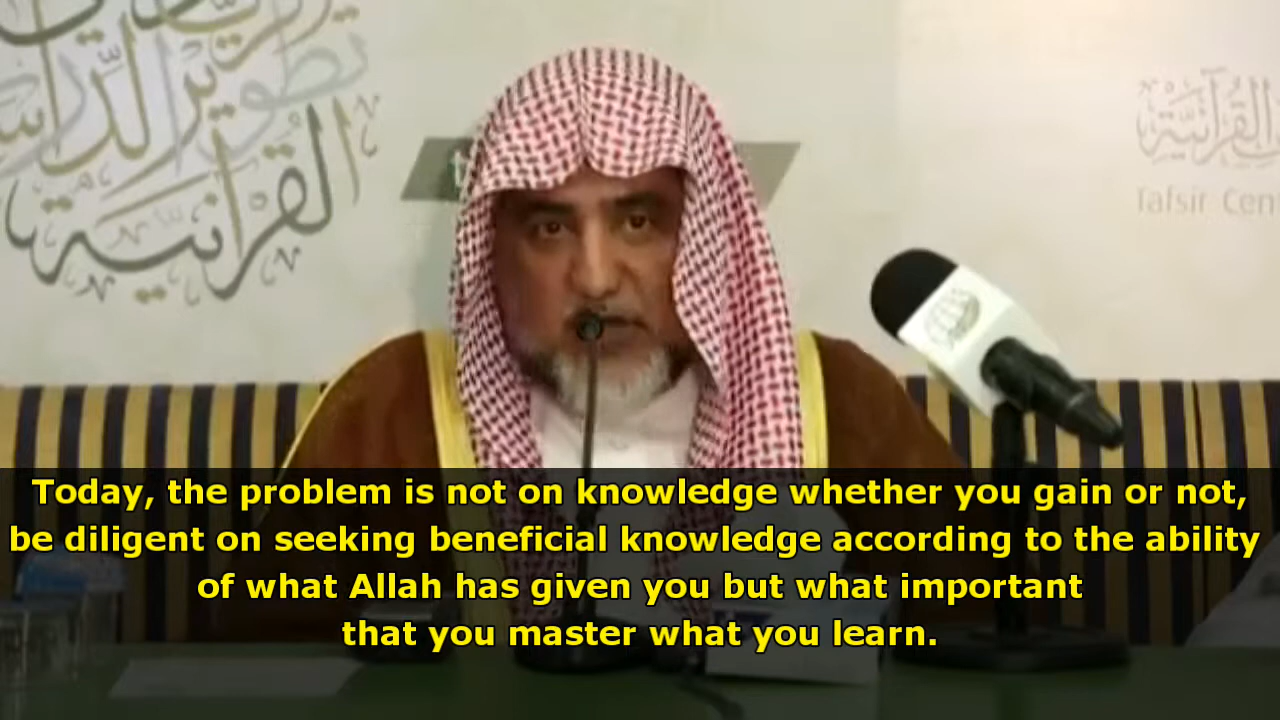 تطوير
القرآنية
القرآنية
Tafsir Cen
Today, the problem is not on knowledge whether you gain or not,
be diligent on seeking beneficial knowledge according to the ability
of what Allah has given you but what important
that you master what you learn.